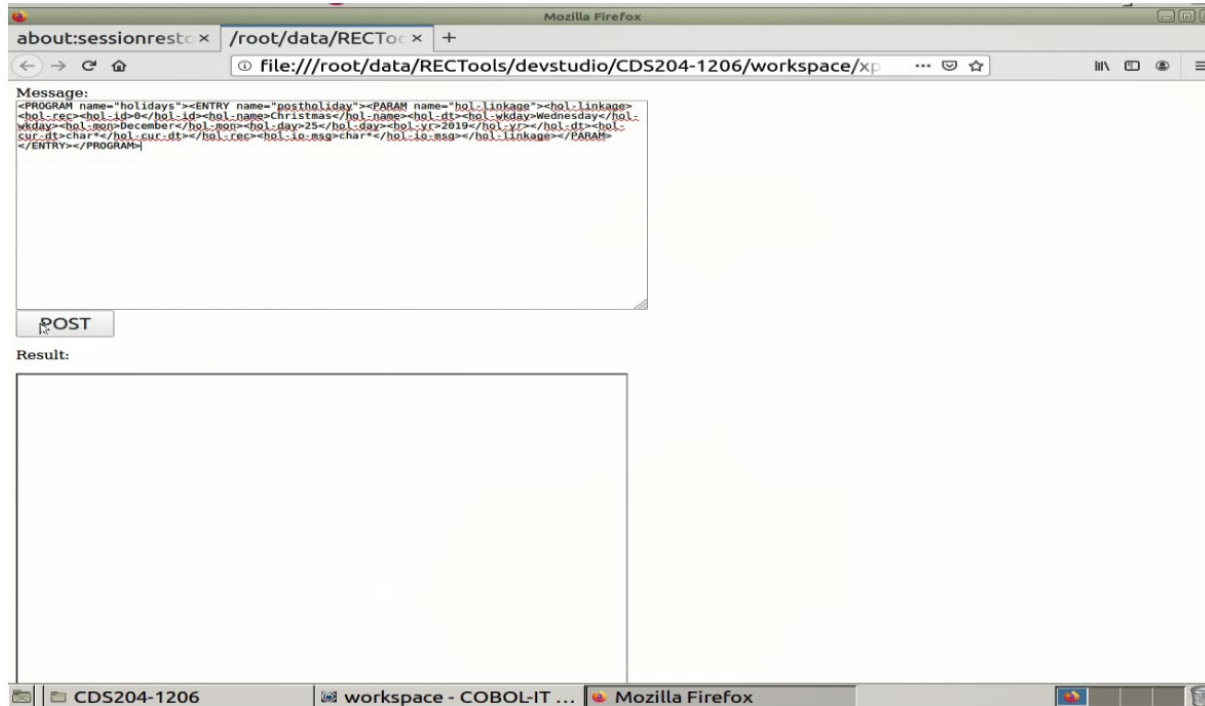 Mozilla Firefox
about:sessionresto × /root/data/RECToo × +
file:///root/data/RECTools/devstudio/CDS204-1206/workspace/xp
Message:
<PROGRAM name="holidays"><ENTRY name="postholiday"><PARAM name="hol-linkage"><hol-linkage>
<hol-rec><hol-id>0</hol-id><hol-name>Christmas</hol-name><hol-dt><hol-wkday>Wednesday</hol-
wkday><hol-mon>December</hol-mon><hol-day>25</hol-day><hol-yr>2019</hol-yr></hol-dt><hol-
cur-dt>char*</hol-cur-dt></hol-rec><hol-io-msg>char*</hol-io-msg></hol-linkage></PARAM>
</ENTRY></PROGRAM>
POST
Result:
CDS204-1206 workspace - COBOL-IT ... Mozilla Firefox